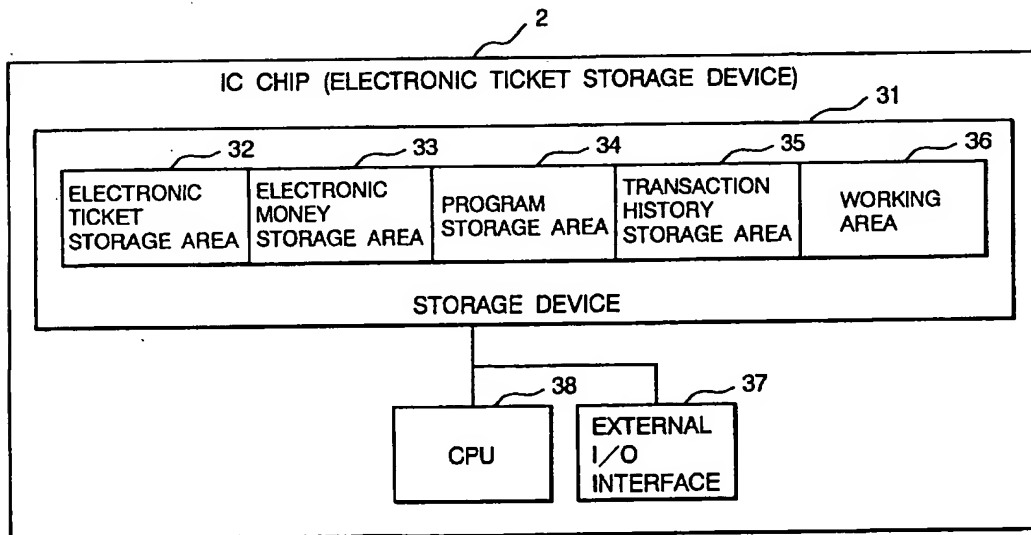 2
IC CHIP (ELECTRONIC TICKET STORAGE DEVICE)
31
32
33
34
35
36
ELECTRONIC
TICKET
STORAGE AREA
ELECTRONIC
MONEY
STORAGE AREA
PROGRAM
STORAGE AREA
TRANSACTION
HISTORY
STORAGE AREA
WORKING
AREA
STORAGE DEVICE
38
37
CPU
EXTERNAL
I/O
INTERFACE